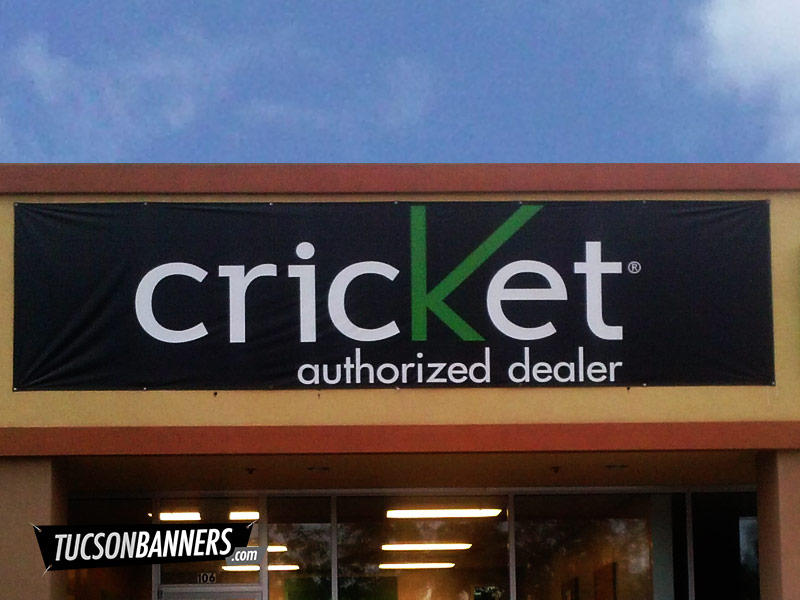 cricket®
authorized dealer
TUCSONBANNERS
.com
106